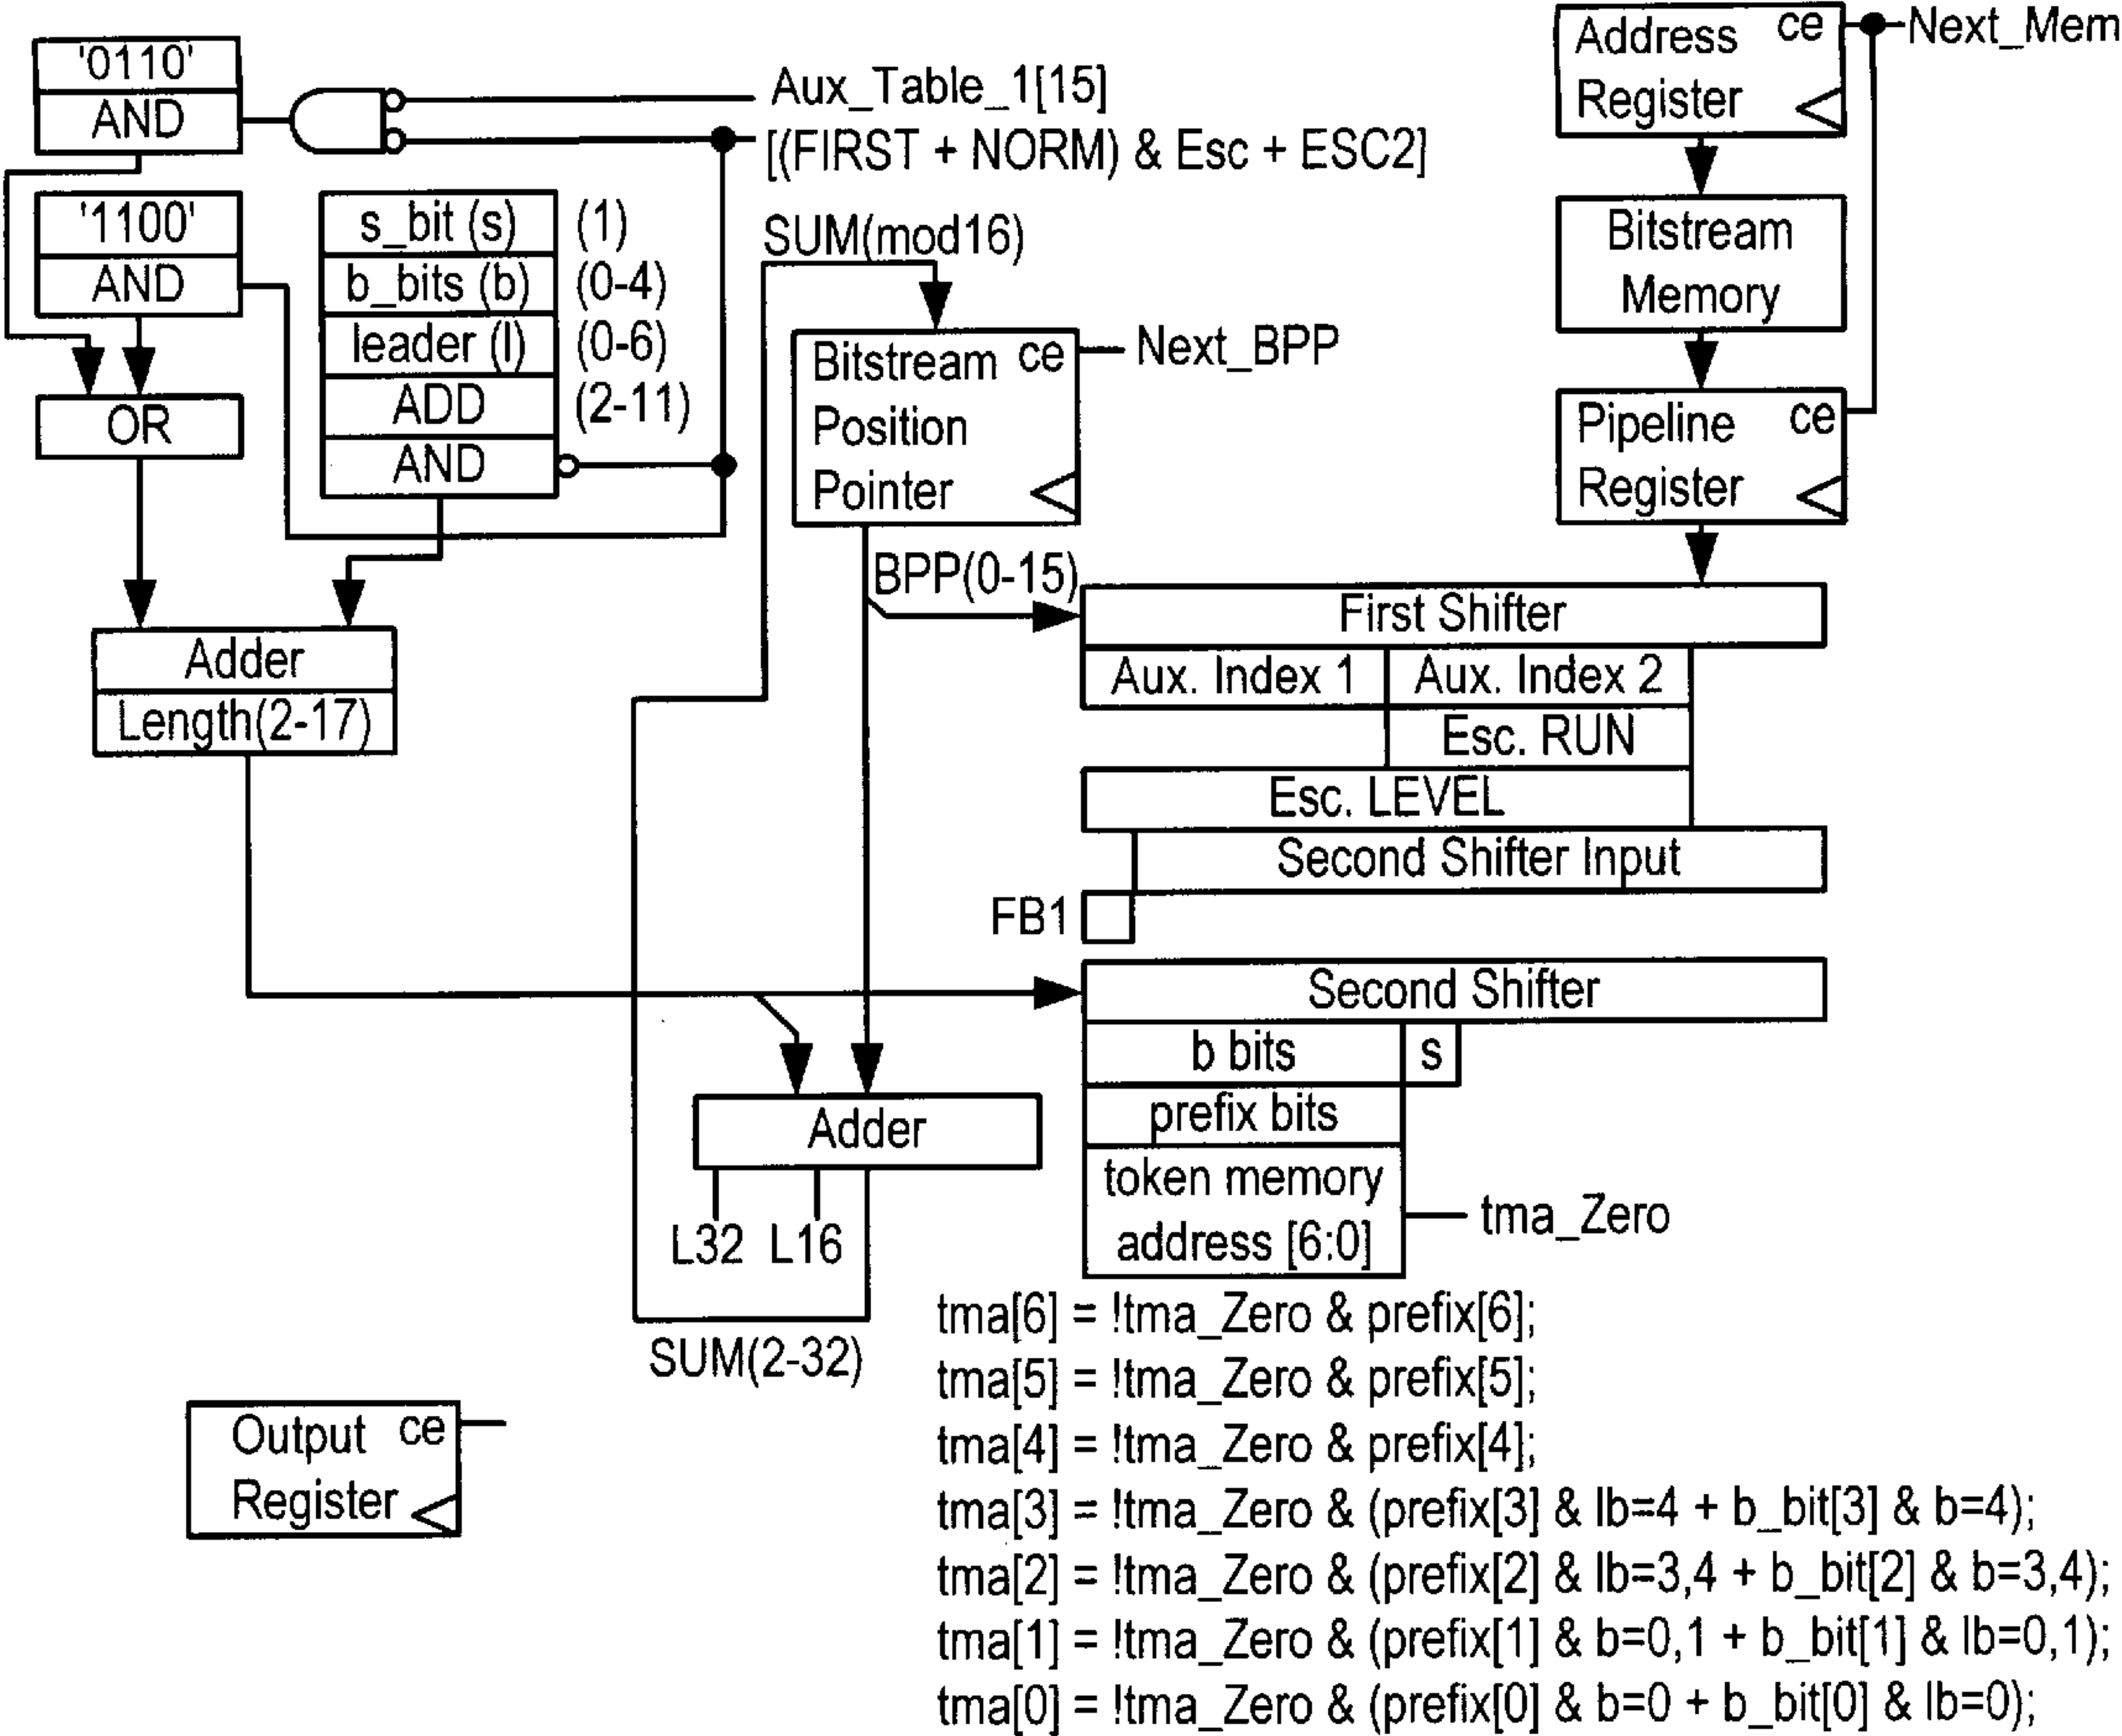 '0110'
AND
Aux_Table_1[15]
[(FIRST + NORM) & Esc + ESC2]
Address ce
Register
Next_Mem
'1100'
AND
s_bit (s) (1)
b_bits (b) (0-4)
leader (l) (0-6)
ADD (2-11)
AND
OR
SUM(mod16)
Bitstream ce
Position
Pointer
Next_BPP
Bitstream
Memory
Pipeline ce
Register
BPP(0-15)
First Shifter
Aux. Index 1 Aux. Index 2
Esc. RUN
Esc. LEVEL
Second Shifter Input
FB1
Adder
Length(2-17)
Second Shifter
b bits s
prefix bits
token memory
address [6:0]
tma_Zero
Adder
L32 L16
SUM(2-32)
Output ce
Register
tma[6] = !tma_Zero & prefix[6];
tma[5] = !tma_Zero & prefix[5];
tma[4] = !tma_Zero & prefix[4];
tma[3] = !tma_Zero & (prefix[3] & lb=4 + b_bit[3] & b=4);
tma[2] = !tma_Zero & (prefix[2] & lb=3,4 + b_bit[2] & b=3,4);
tma[1] = !tma_Zero & (prefix[1] & b=0,1 + b_bit[1] & lb=0,1);
tma[0] = !tma_Zero & (prefix[0] & b=0 + b_bit[0] & lb=0);